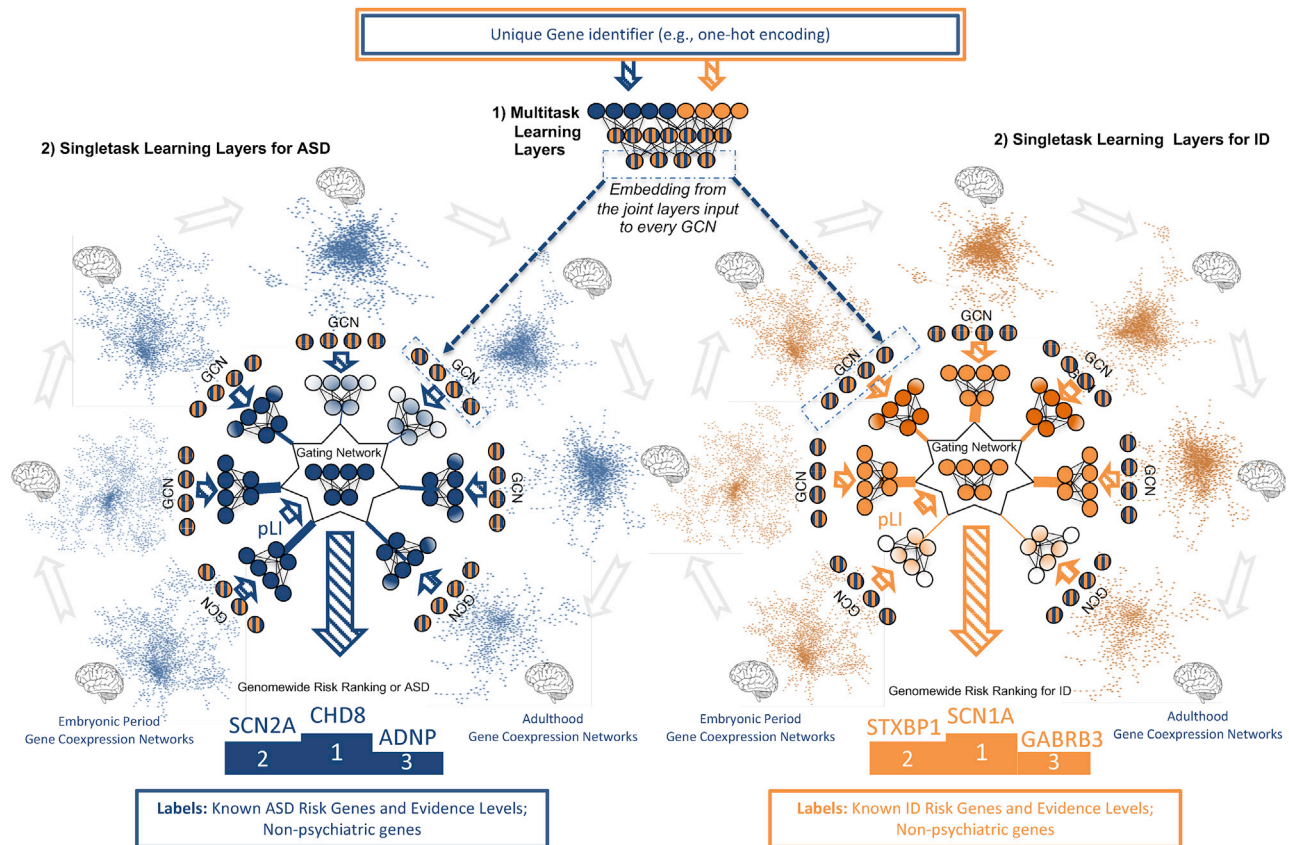 Unique Gene identifier (e.g., one-hot encoding)
1) Multitask
Learning
Layers
2) Singletask Learning Layers for ASD
2) Singletask Learning Layers for ID
Embedding from
the joint layers input
to every GCN
GCN
GCN
GCN
GCN
GCN
GCN
GCN
Gating Network
pLI
Genomewide Risk Ranking or ASD
Embryonic Period
Gene Coexpression Networks
Adulthood
Gene Coexpression Networks
SCN2A
CHD8
ADNP
2
1
3
Labels: Known ASD Risk Genes and Evidence Levels;
Non-psychiatric genes
GCN
GCN
GCN
GCN
GCN
GCN
GCN
Gating Network
pLI
Genomewide Risk Ranking for ID
Embryonic Period
Gene Coexpression Networks
Adulthood
Gene Coexpression Networks
STXBP1
SCN1A
GABRB3
2
1
3
Labels: Known ID Risk Genes and Evidence Levels;
Non-psychiatric genes